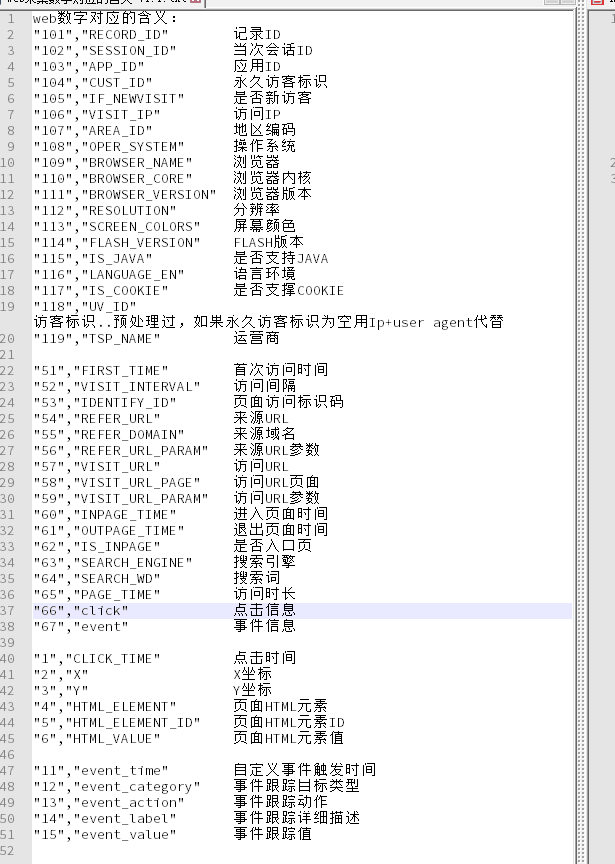 1 web数字对应的含义:
2 "101","RECORD_ID" 记录ID
3 "102","SESSION_ID" 当次会话ID
4 "103","APP_ID" 应用ID
5 "104","CUST_ID" 永久访客标识
6 "105","IF_NEWVISIT" 是否新访客
7 "106","VISIT_IP" 访问IP
8 "107","AREA_ID" 地区编码
9 "108","OPER_SYSTEM" 操作系统
10 "109","BROWSER_NAME" 浏览器
11 "110","BROWSER_CORE" 浏览器内核
12 "111","BROWSER_VERSION" 浏览器版本
13 "112","RESOLUTION" 分辨率
14 "113","SCREEN_COLORS" 屏幕颜色
15 "114","FLASH_VERSION" FLASH版本
16 "115","IS_JAVA" 是否支持JAVA
17 "116","LANGUAGE_EN" 语言环境
18 "117","IS_COOKIE" 是否支撑COOKIE
19 "118","UV_ID"
访客标识..预处理过, 如果永久访客标识为空用Ip+user agent代替
20 "119","TSP_NAME" 运营商
21
22 "51","FIRST_TIME" 首次访问时间
23 "52","VISIT_INTERVAL" 访问间隔
24 "53","IDENTIFY_ID" 页面访问标识码
25 "54","REFER_URL" 来源URL
26 "55","REFER_DOMAIN" 来源域名
27 "56","REFER_URL_PARAM" 来源URL参数
28 "57","VISIT_URL" 访问URL
29 "58","VISIT_URL_PAGE" 访问URL页面
30 "59","VISIT_URL_PARAM" 访问URL参数
31 "60","INPAGE_TIME" 进入页面时间
32 "61","OUTPAGE_TIME" 退出页面时间
33 "62","IS_INPAGE" 是否入口页
34 "63","SEARCH_ENGINE" 搜索引擎
35 "64","SEARCH_WD" 搜索词
36 "65","PAGE_TIME" 访问时长
37 "66","click" 点击信息
38 "67","event" 事件信息
39
40 "1","CLICK_TIME" 点击时间
41 "2","X" X坐标
42 "3","Y" Y坐标
43 "4","HTML_ELEMENT" 页面HTML元素
44 "5","HTML_ELEMENT_ID" 页面HTML元素ID
45 "6","HTML_VALUE" 页面HTML元素值
46
47 "11","event_time" 自定义事件触发时间
48 "12","event_category" 事件跟踪目标类型
49 "13","event_action" 事件跟踪动作
50 "14","event_label" 事件跟踪详细描述
51 "15","event_value" 事件跟踪值
52